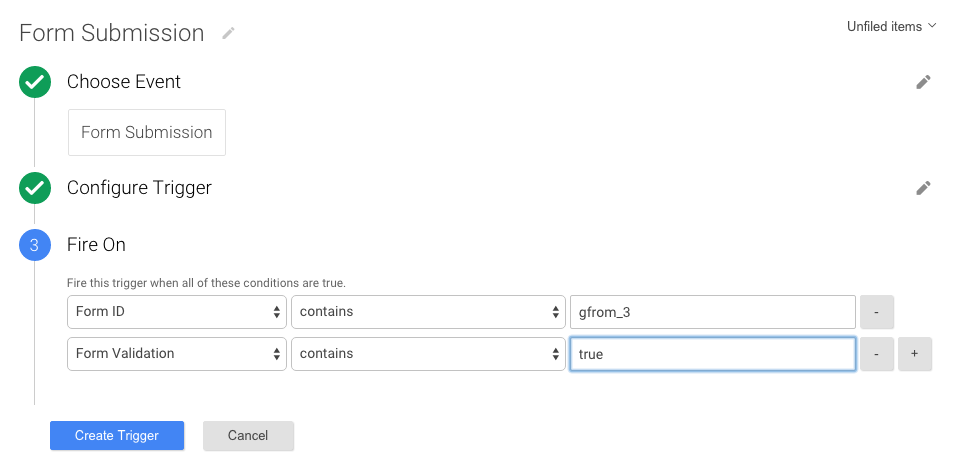 Form Submission
Unfiled items
Choose Event
Form Submission
Configure Trigger
3 Fire On
Fire this trigger when all of these conditions are true.
Form ID contains gfrom_3 -
Form Validation contains true - +
Create Trigger Cancel